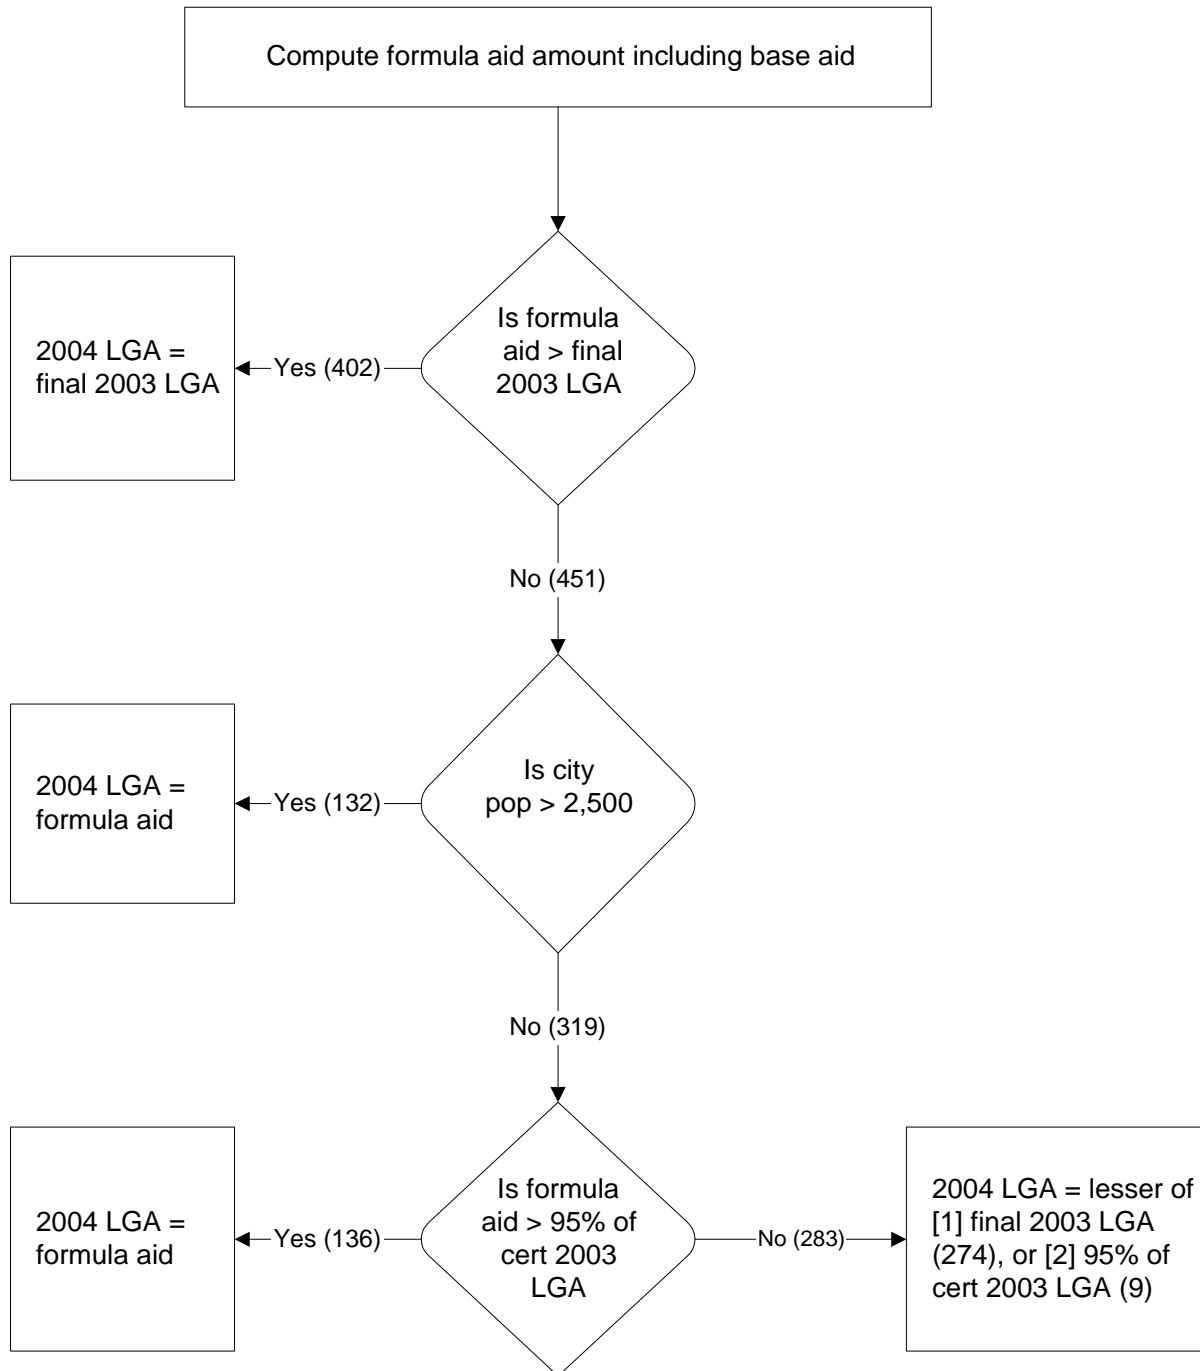 Compute formula aid amount including base aid
Is formula
aid > final
2003 LGA
Yes (402)
2004 LGA =
final 2003 LGA
No (451)
Is city
pop > 2,500
Yes (132)
2004 LGA =
formula aid
No (319)
Is formula
aid > 95% of
cert 2003
LGA
Yes (136)
2004 LGA =
formula aid
No (283)
2004 LGA = lesser of
[1] final 2003 LGA
(274), or [2] 95% of
cert 2003 LGA (9)